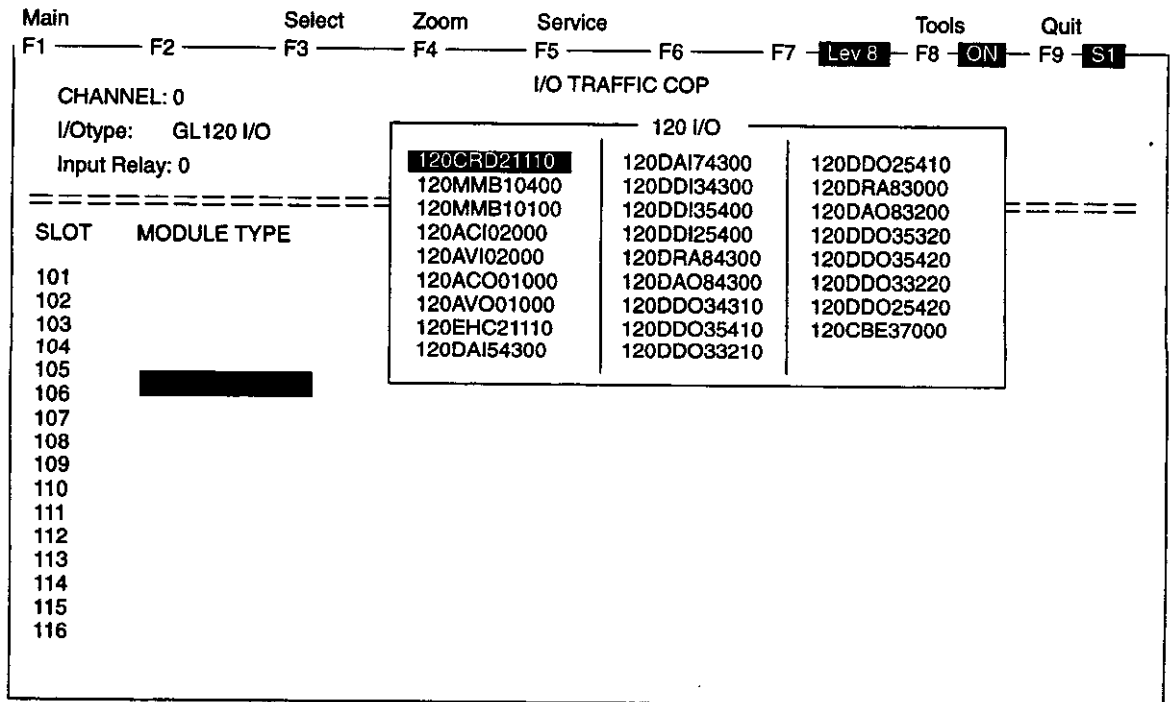 Main Select Zoom Service Tools Quit
F1 F2 F3 F4 F5 F6 F7 Lev 8 F8 ON F9 S1
I/O TRAFFIC COP
CHANNEL: 0
I/Otype: GL120 I/O
Input Relay: 0
120 I/O
120CRD21110 120DAI74300 120DDO25410
120MMB10400 120DDI34300 120DRA83000
120MMB10100 120DDI35400 120DAO83200
120ACI02000 120DDI25400 120DDO35320
120AVI02000 120DRA84300 120DDO35420
120ACO01000 120DAO84300 120DDO33220
120AVO01000 120DDO34310 120DDO25420
120EHC21110 120DDO35410 120CBE37000
120DAI54300 120DDO33210
SLOT MODULE TYPE
101
102
103
104
105
106
107
108
109
110
111
112
113
114
115
116